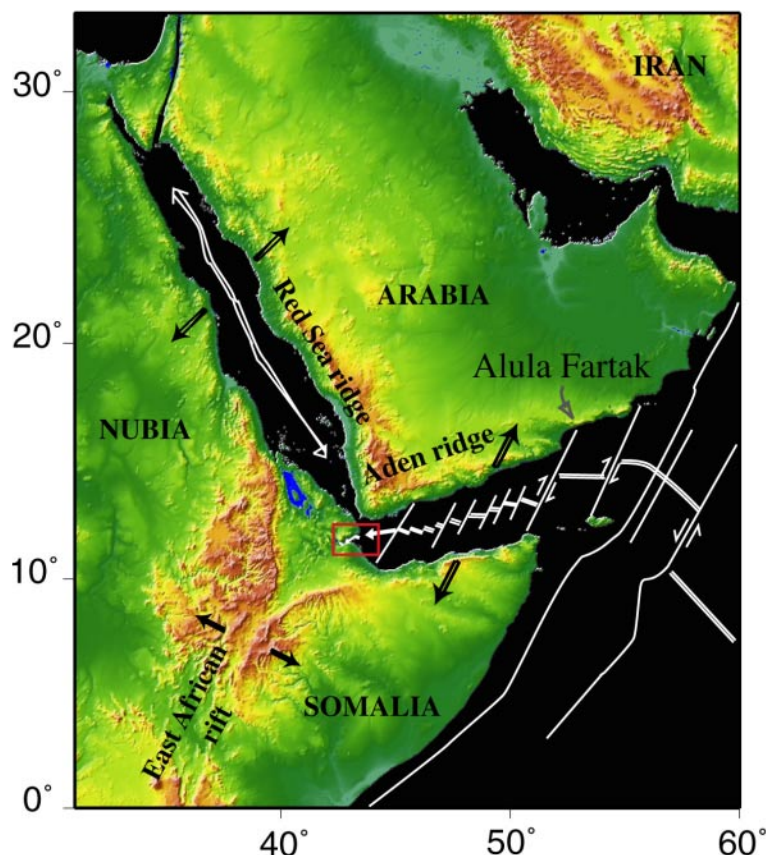 30°
IRAN
ARABIA
Red Sea ridge
20°
Alula Fartak
NUBIA
Aden ridge
10°
East African
rift
SOMALIA
0°
40°
50°
60°